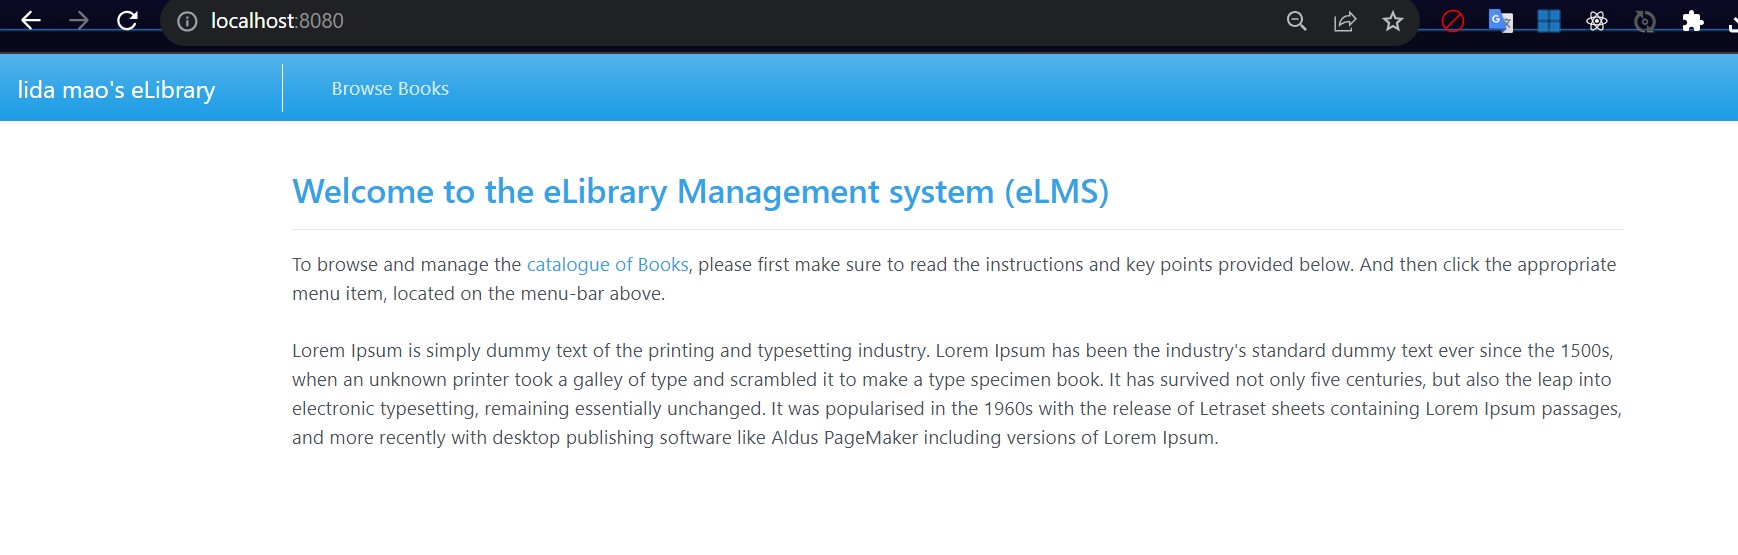 localhost:8080
lida mao's eLibrary
Browse Books
Welcome to the eLibrary Management system (eLMS)
To browse and manage the catalogue of Books, please first make sure to read the instructions and key points provided below. And then click the appropriate
menu item, located on the menu-bar above.
Lorem Ipsum is simply dummy text of the printing and typesetting industry. Lorem Ipsum has been the industry's standard dummy text ever since the 1500s,
when an unknown printer took a galley of type and scrambled it to make a type specimen book. It has survived not only five centuries, but also the leap into
electronic typesetting, remaining essentially unchanged. It was popularised in the 1960s with the release of Letraset sheets containing Lorem Ipsum passages,
and more recently with desktop publishing software like Aldus PageMaker including versions of Lorem Ipsum.